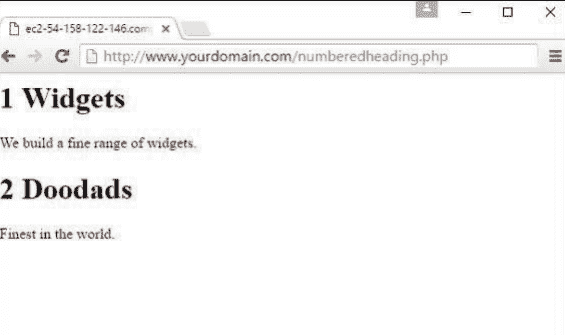 ec2-54-158-122-146.com
http://www.yourdomain.com/numberedheading.php
1 Widgets
We build a fine range of widgets.
2 Doodads
Finest in the world.